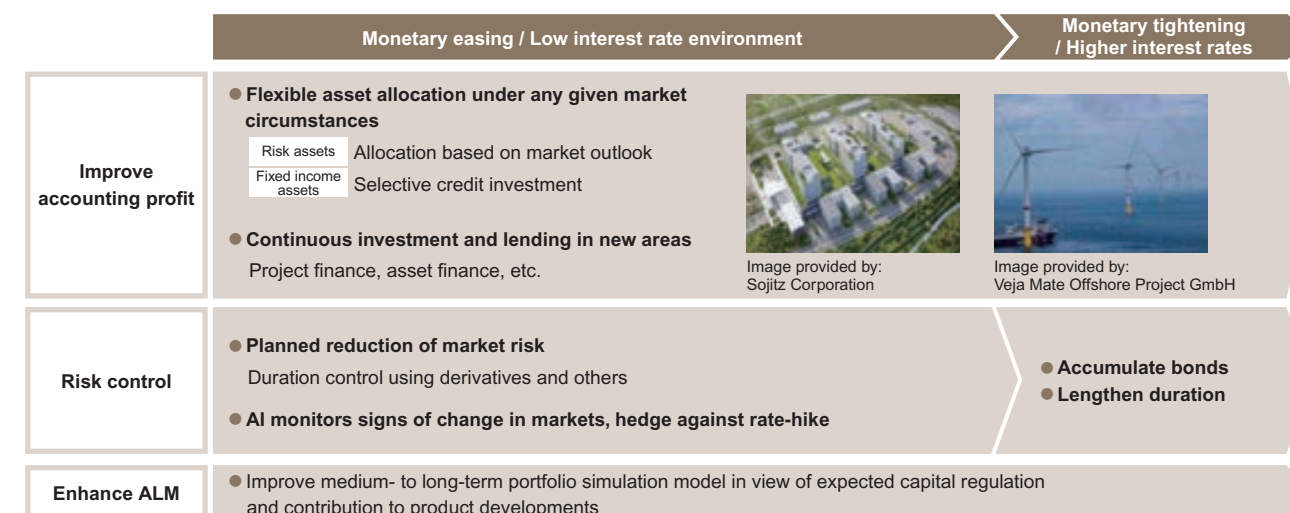 Monetary easing / Low interest rate environment
Monetary tightening
/ Higher interest rates
Improve
accounting profit
● Flexible asset allocation under any given market
circumstances
Risk assets Allocation based on market outlook
Fixed income
assets Selective credit investment
● Continuous investment and lending in new areas
Project finance, asset finance, etc.
Image provided by:
Sojitz Corporation
Image provided by:
Veja Mate Offshore Project GmbH
Risk control
● Planned reduction of market risk
Duration control using derivatives and others
● AI monitors signs of change in markets, hedge against rate-hike
● Accumulate bonds
● Lengthen duration
Enhance ALM
● Improve medium- to long-term portfolio simulation model in view of expected capital regulation
and contribution to product developments